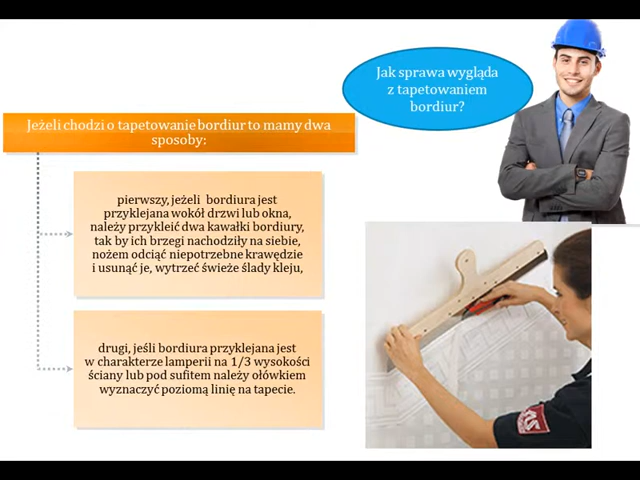 Jak sprawa wygląda
z tapetowaniem
bordiur?
Jeżeli chodzi o tapetowanie bordiur to mamy dwa
sposoby:
pierwszy, jeżeli bordiura jest
przyklejana wokół drzwi lub okna,
należy przykleić dwa kawałki bordiury,
tak by ich brzegi nachodziły na siebie,
nożem odciąć niepotrzebne krawędzie
i usunąć je, wytrzeć świeże ślady kleju,
drugi, jeśli bordiura przyklejana jest
w charakterze lamperii na 1/3 wysokości
ściany lub pod sufitem należy ołówkiem
wyznaczyć poziomą linię na tapecie.